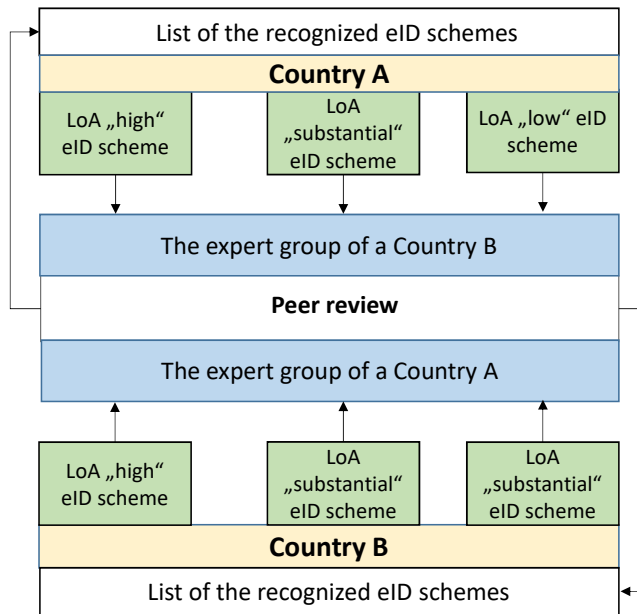 List of the recognized eID schemes
Country A
LoA „high“
eID scheme
LoA
„substantial“
eID scheme
LoA „low“ eID
scheme
The expert group of a Country B
Peer review
The expert group of a Country A
LoA „high“
eID scheme
LoA
„substantial“
eID scheme
LoA
„substantial“
eID scheme
Country B
List of the recognized eID schemes